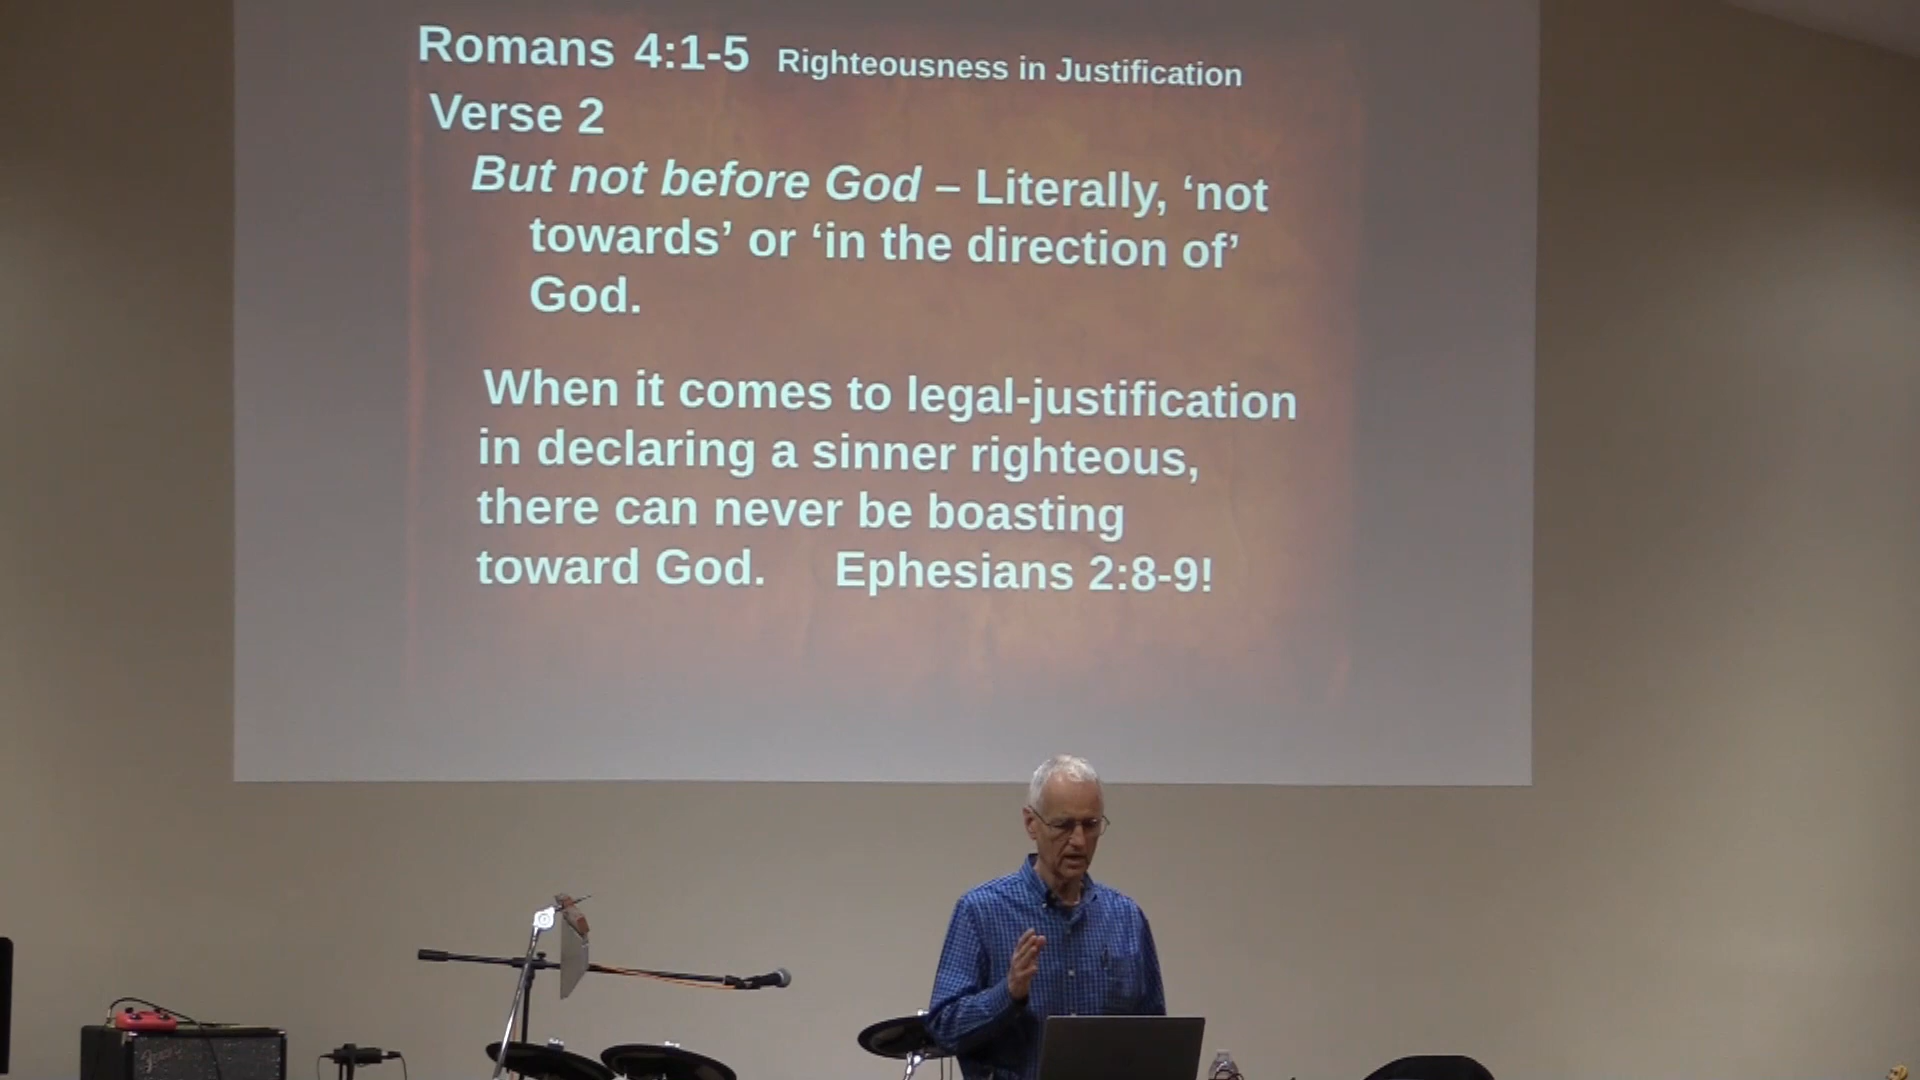 Romans 4:1-5 Righteousness in Justification
Verse 2
But not before God – Literally, ‘not
towards’ or ‘in the direction of’
God.
When it comes to legal-justification
in declaring a sinner righteous,
there can never be boasting
toward God. Ephesians 2:8-9!
Fender